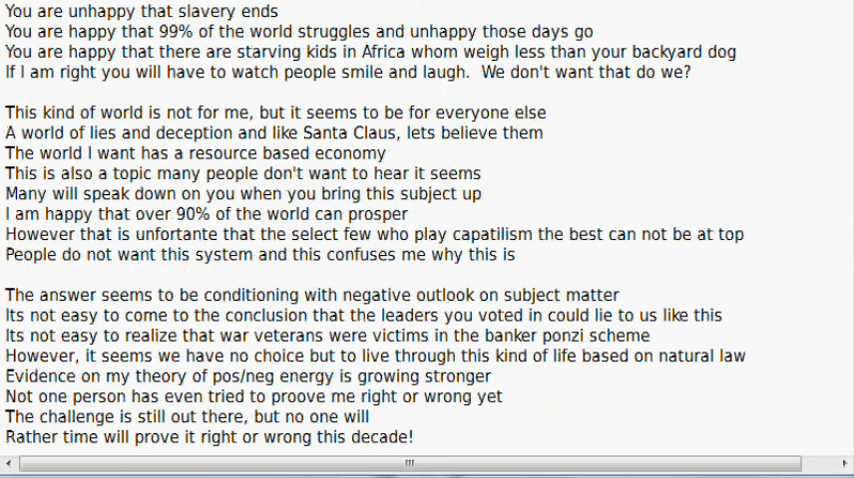 You are unhappy that slavery ends
You are happy that 99% of the world struggles and unhappy those days go
You are happy that there are starving kids in Africa whom weigh less than your backyard dog
If I am right you will have to watch people smile and laugh.  We don't want that do we?

This kind of world is not for me, but it seems to be for everyone else
A world of lies and deception and like Santa Claus, lets believe them
The world I want has a resource based economy
This is also a topic many people don't want to hear it seems
Many will speak down on you when you bring this subject up
I am happy that over 90% of the world can prosper
However that is unfortante that the select few who play capatilism the best can not be at top
People do not want this system and this confuses me why this is

The answer seems to be conditioning with negative outlook on subject matter
Its not easy to come to the conclusion that the leaders you voted in could lie to us like this
Its not easy to realize that war veterans were victims in the banker ponzi scheme
However, it seems we have no choice but to live through this kind of life based on natural law
Evidence on my theory of pos/neg energy is growing stronger
Not one person has even tried to proove me right or wrong yet
The challenge is still out there, but no one will
Rather time will prove it right or wrong this decade!